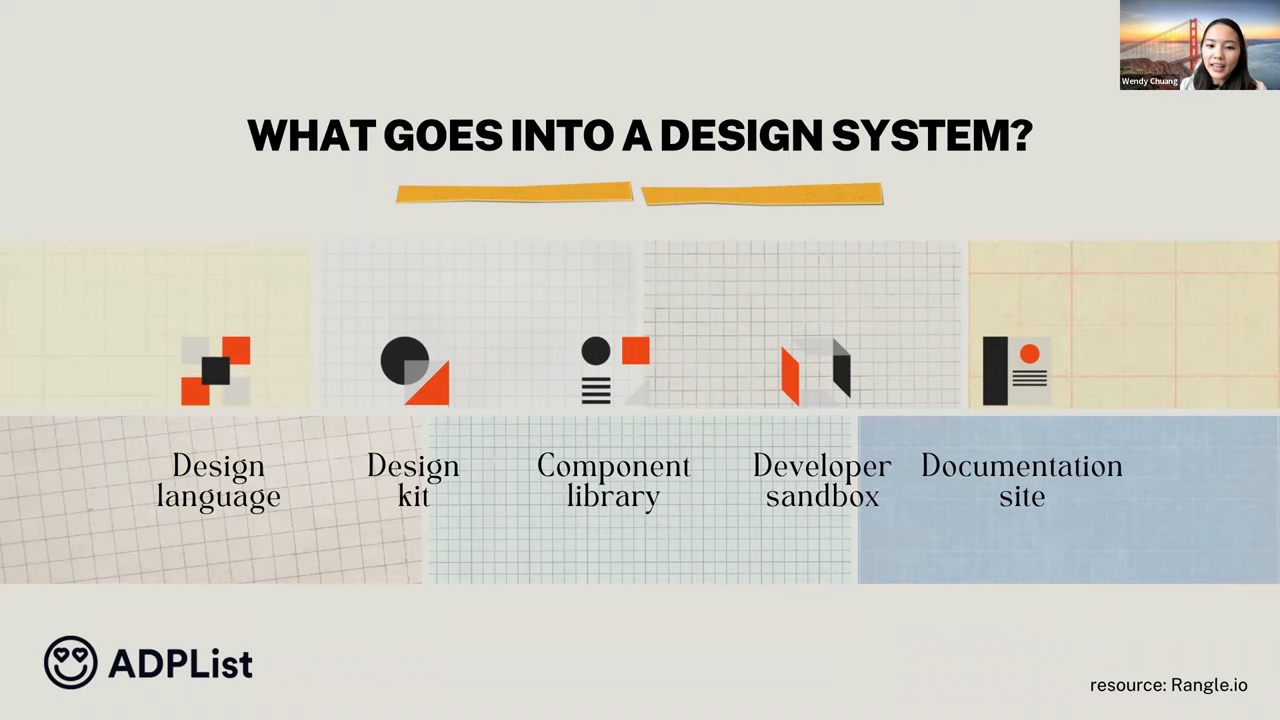 Wendy Chuang
WHAT GOES INTO A DESIGN SYSTEM?
Design
language
Design
kit
Component
library
Developer
sandbox
Documentation
site
ADPList
resource: Rangle.io